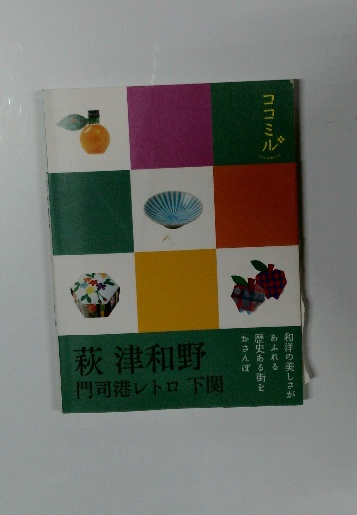 ココミル
萩 津和野
門司港レトロ 下関
和洋の美しさが
あふれる
歴史ある街を
おさんぽ